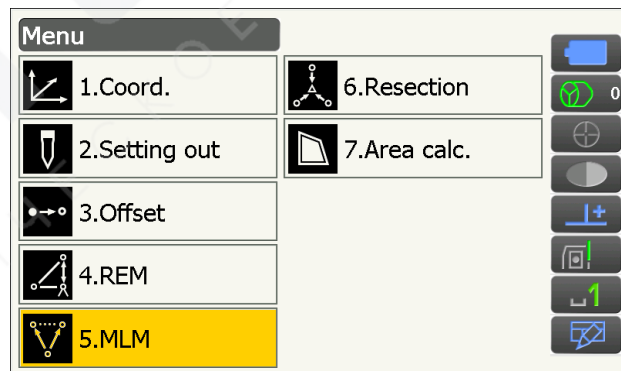 Menu
1.Coord.
2.Setting out
3.Offset
4.REM
5.MLM
6.Resection
7.Area calc.
0
1